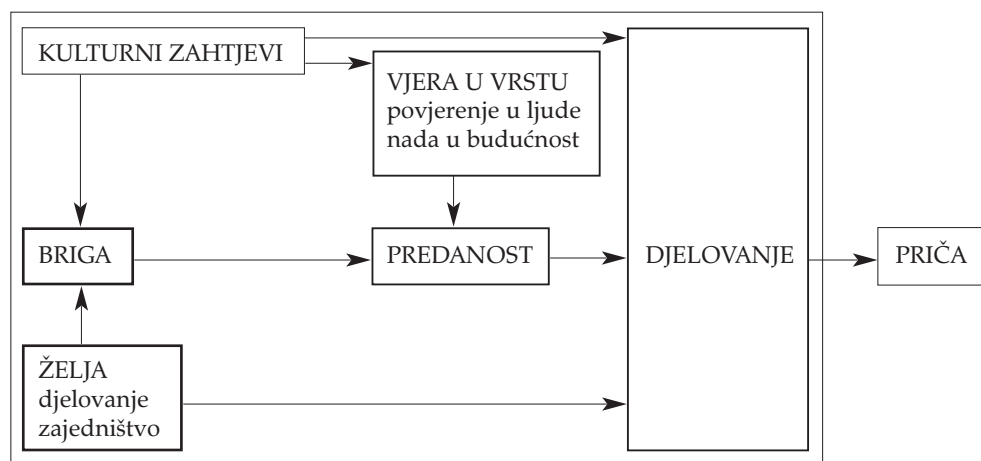 KULTURNI ZAHTJEVI
VJERA U VRSTU
povjerenje u ljude
nada u budućnost
BRIGA
PREDANOST
DJELOVANJE
PRIČA
ŽELJA
djelovanje
zajedništvo